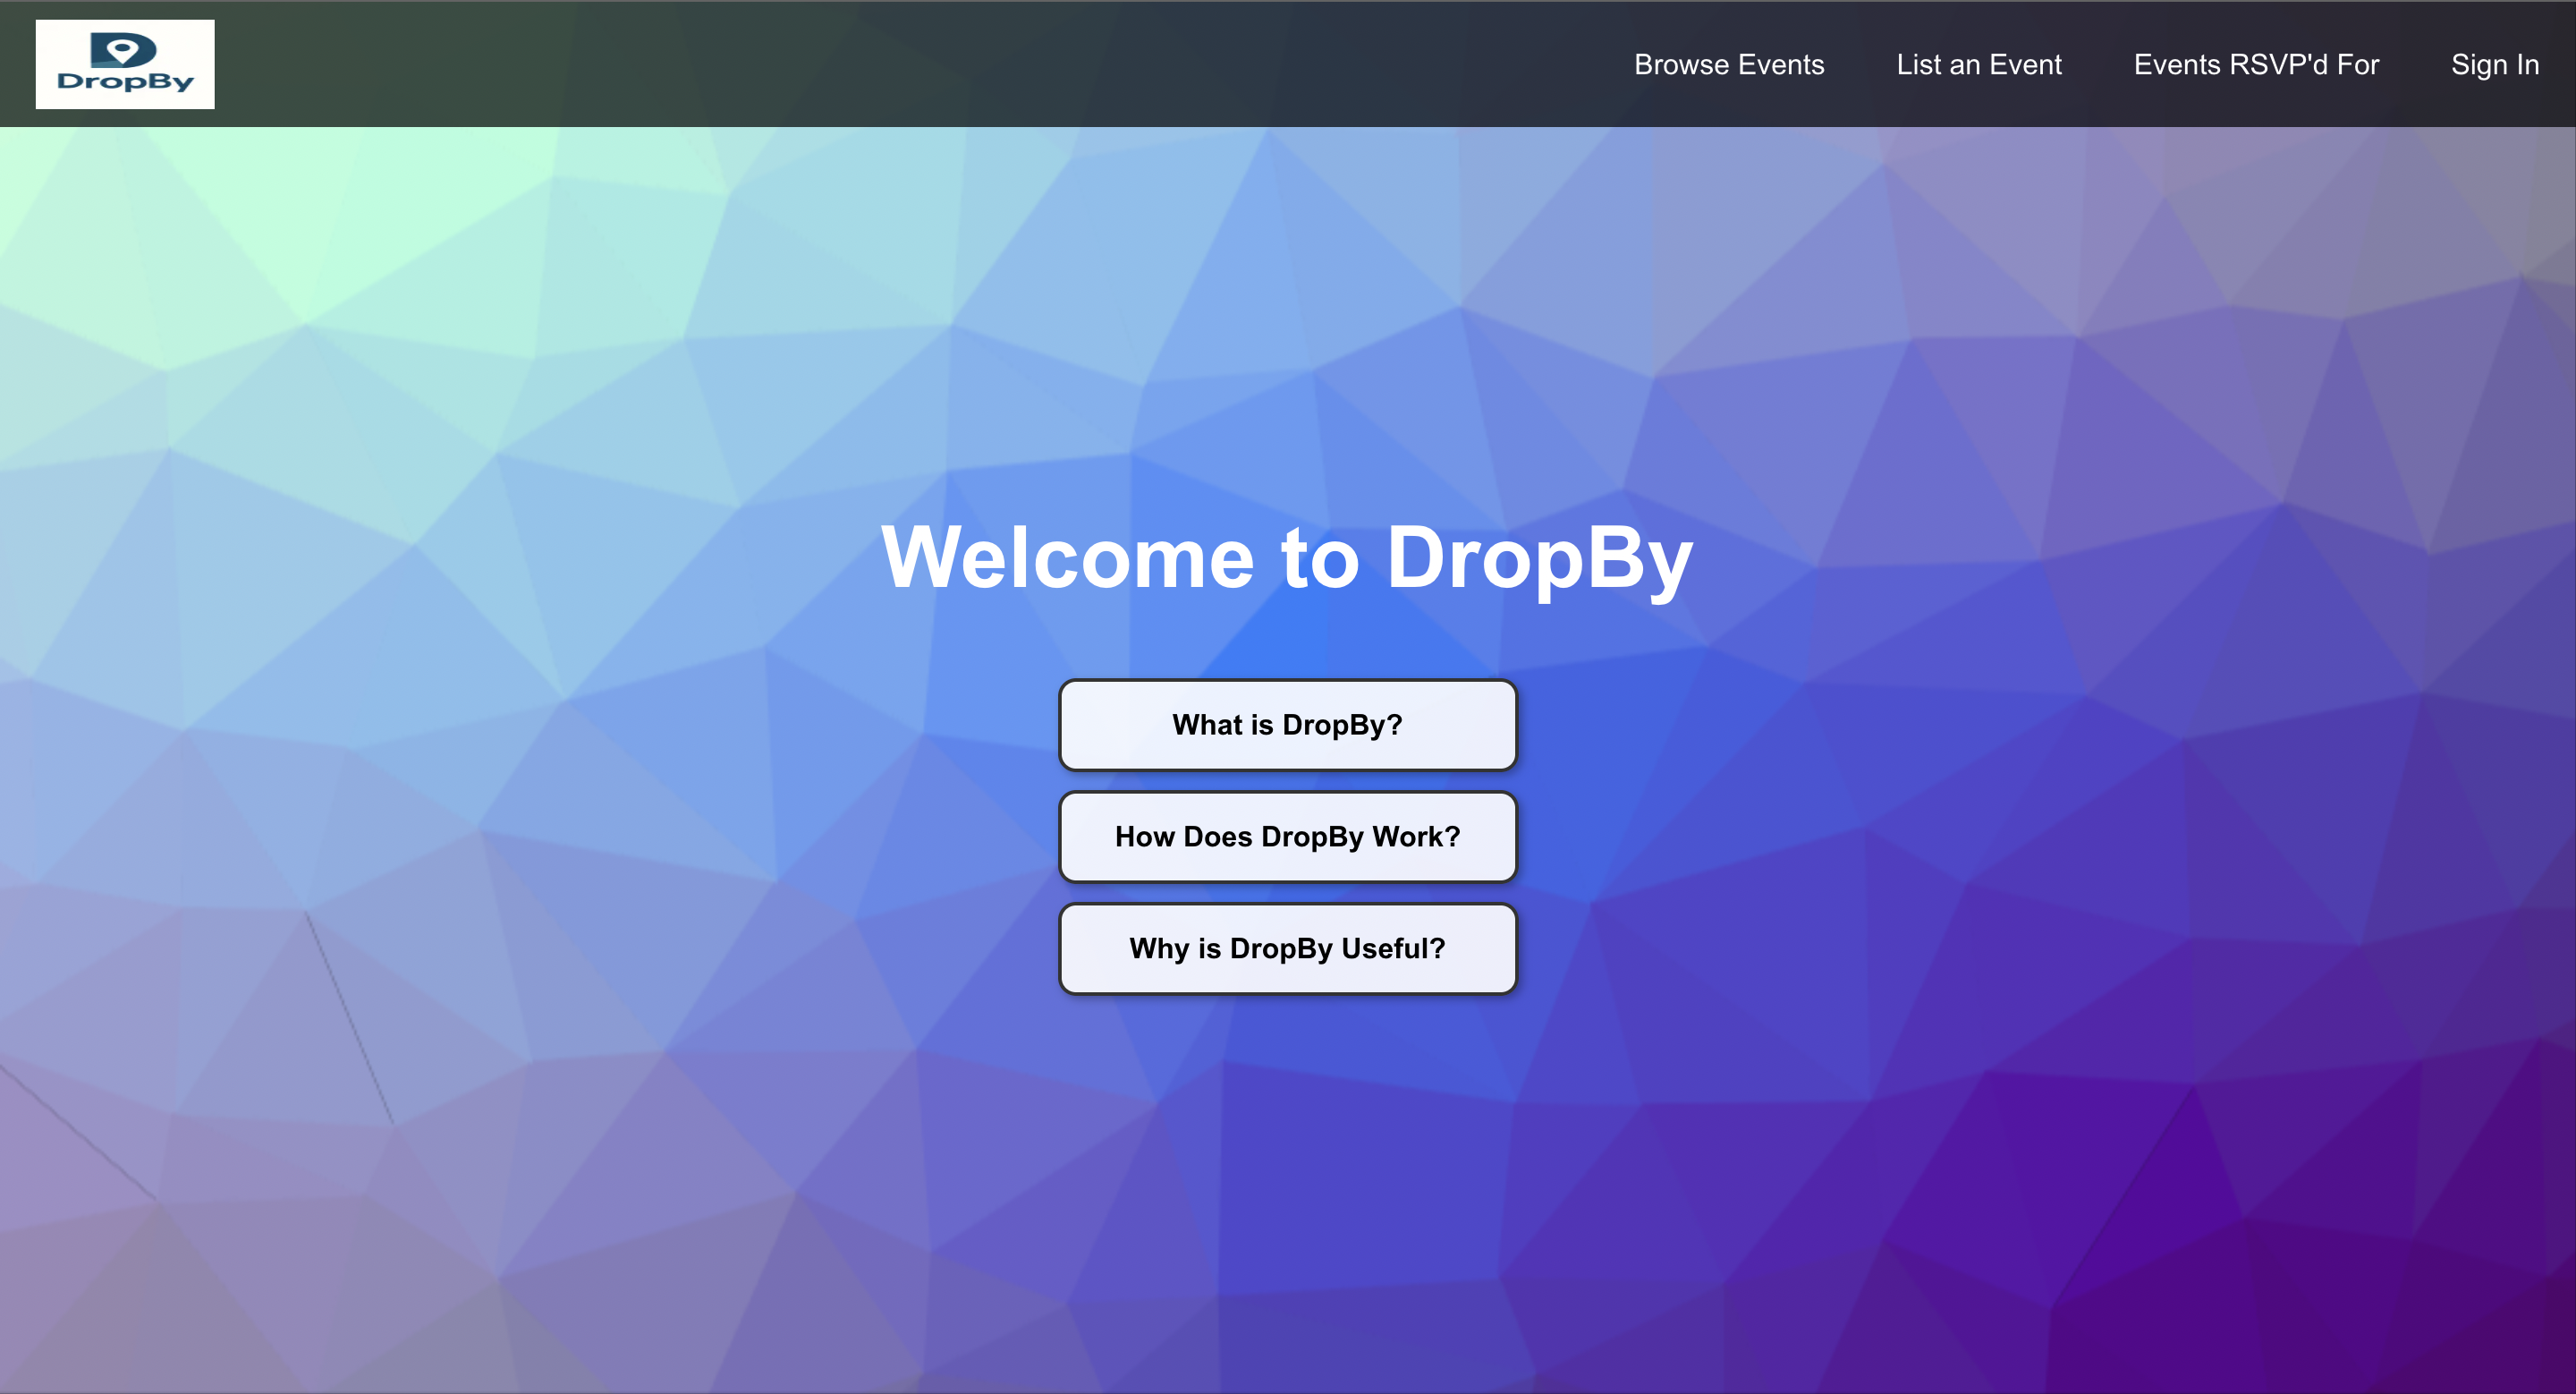 DropBy
Browse Events
List an Event
Events RSVP'd For
Sign In
Welcome to DropBy
What is DropBy?
How Does DropBy Work?
Why is DropBy Useful?